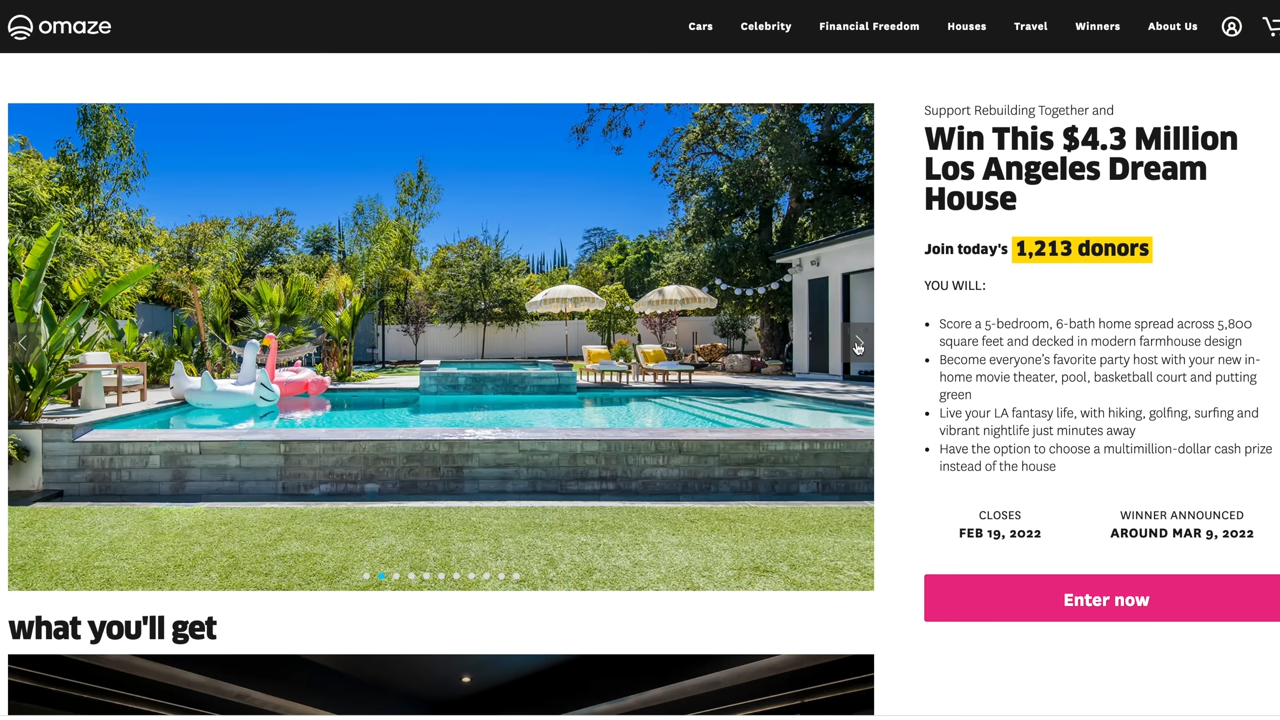 omaze
Cars Celebrity Financial Freedom Houses Travel Winners About Us
Support Rebuilding Together and
Win This $4.3 Million
Los Angeles Dream
House
Join today's 1,213 donors
YOU WILL:
• Score a 5-bedroom, 6-bath home spread across 5,800
square feet and decked in modern farmhouse design
• Become everyone's favorite party host with your new in-
home movie theater, pool, basketball court and putting
green
• Live your LA fantasy life, with hiking, golfing, surfing and
vibrant nightlife just minutes away
• Have the option to choose a multimillion-dollar cash prize
instead of the house
CLOSES WINNER ANNOUNCED
FEB 19, 2022 AROUND MAR 9, 2022
Enter now
what you'll get